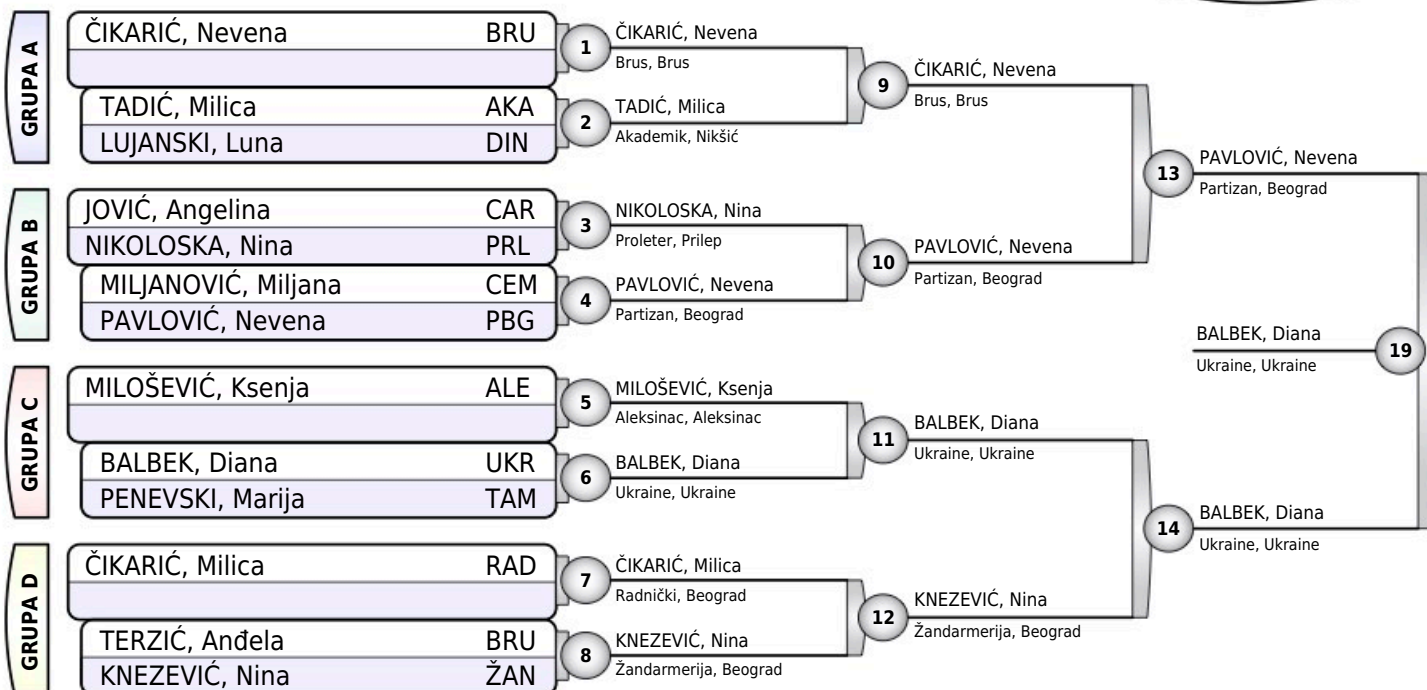 GRUPA A
ČIKARIĆ, Nevena BRU
TADIĆ, Milica AKA
LUJANSKI, Luna DIN
GRUPA B
JOVIĆ, Angelina CAR
NIKOLOSKA, Nina PRL
MILJANOVIĆ, Miljana CEM
PAVLOVIĆ, Nevena PBG
GRUPA C
MILOŠEVIĆ, Ksenja ALE
BALBEK, Diana UKR
PENEVSKI, Marija TAM
GRUPA D
ČIKARIĆ, Milica RAD
TERZIĆ, Anđela BRU
KNEZEVIĆ, Nina ŽAN
1 ČIKARIĆ, Nevena
Brus, Brus
2 TADIĆ, Milica
Akademik, Nikšić
3 NIKOLOSKA, Nina
Proleter, Prilep
4 PAVLOVIĆ, Nevena
Partizan, Beograd
5 MILOŠEVIĆ, Ksenja
Aleksinac, Aleksinac
6 BALBEK, Diana
Ukraine, Ukraine
7 ČIKARIĆ, Milica
Radnički, Beograd
8 KNEZEVIĆ, Nina
Žandarmerija, Beograd
9 ČIKARIĆ, Nevena
Brus, Brus
10 PAVLOVIĆ, Nevena
Partizan, Beograd
11 BALBEK, Diana
Ukraine, Ukraine
12 KNEZEVIĆ, Nina
Žandarmerija, Beograd
13 PAVLOVIĆ, Nevena
Partizan, Beograd
14 BALBEK, Diana
Ukraine, Ukraine
BALBEK, Diana 19
Ukraine, Ukraine